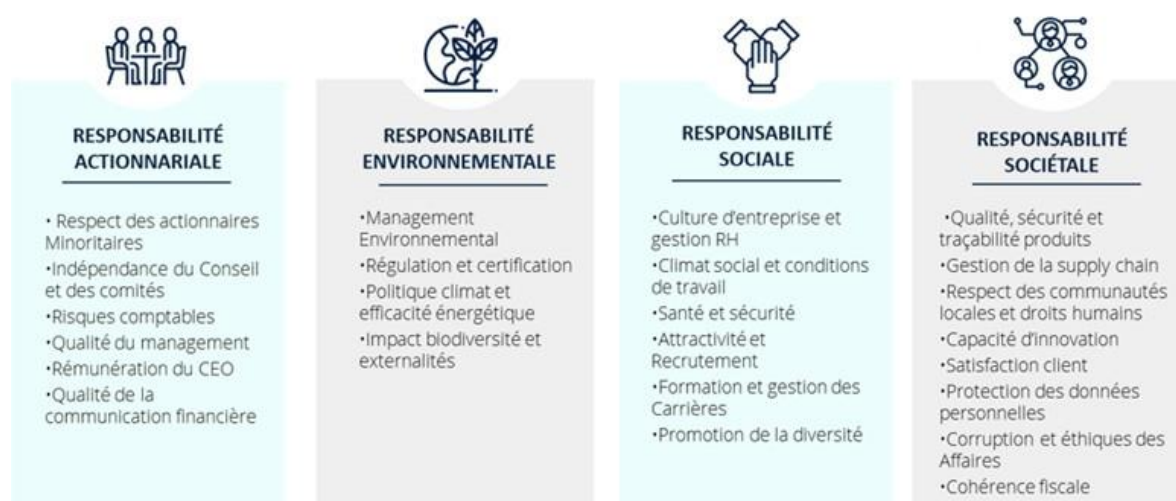 RESPONSABILITÉ
ACTIONNARIALE
• Respect des actionnaires
Minoritaires
•Indépendance du Conseil
et des comités
•Risques comptables
•Qualité du management
•Rémunération du CEO
•Qualité de la
communication financière
RESPONSABILITÉ
ENVIRONNEMENTALE
•Management
Environnemental
•Régulation et certification
•Politique climat et
efficacité énergétique
•Impact biodiversité et
externalités
RESPONSABILITÉ
SOCIALE
•Culture d'entreprise et
gestion RH
•Climat social et conditions
de travail
•Santé et sécurité
•Attractivité et
Recrutement
•Formation et gestion des
Carrières
•Promotion de la diversité
RESPONSABILITÉ
SOCIÉTALE
•Qualité, sécurité et
traçabilité produits
•Gestion de la supply chain
•Respect des communautés
locales et droits humains
•Capacité d'innovation
•Satisfaction client
•Protection des données
personnelles
•Corruption et éthiques des
Affaires
•Cohérence fiscale